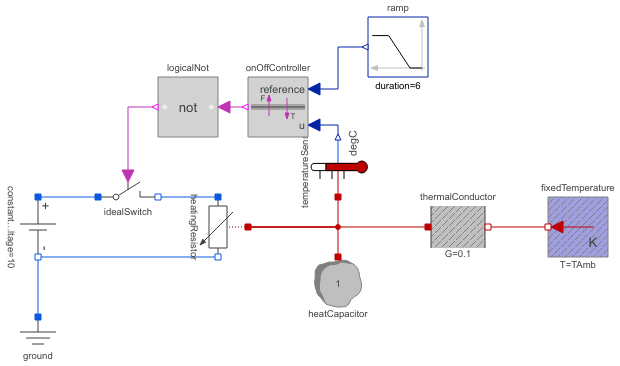 ramp
duration=6
logicalNot
not
onOffController
reference
F
T
u
degC
temperatureSens
constant...ltage=10
+
-
idealSwitch
heatingResistor
thermalConductor
G=0.1
fixedTemperature
K
T=TAmb
1
heatCapacitor
ground